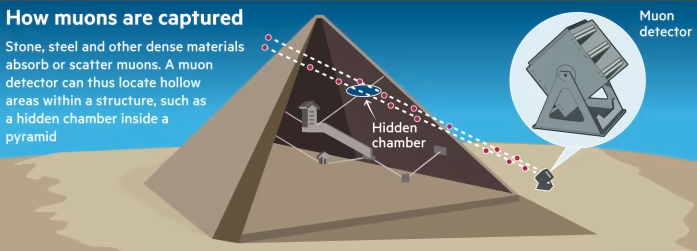 How muons are captured
Stone, steel and other dense materials
absorb or scatter muons. A muon
detector can thus locate hollow
areas within a structure, such as
a hidden chamber inside a
pyramid
Muon
detector
Hidden
chamber